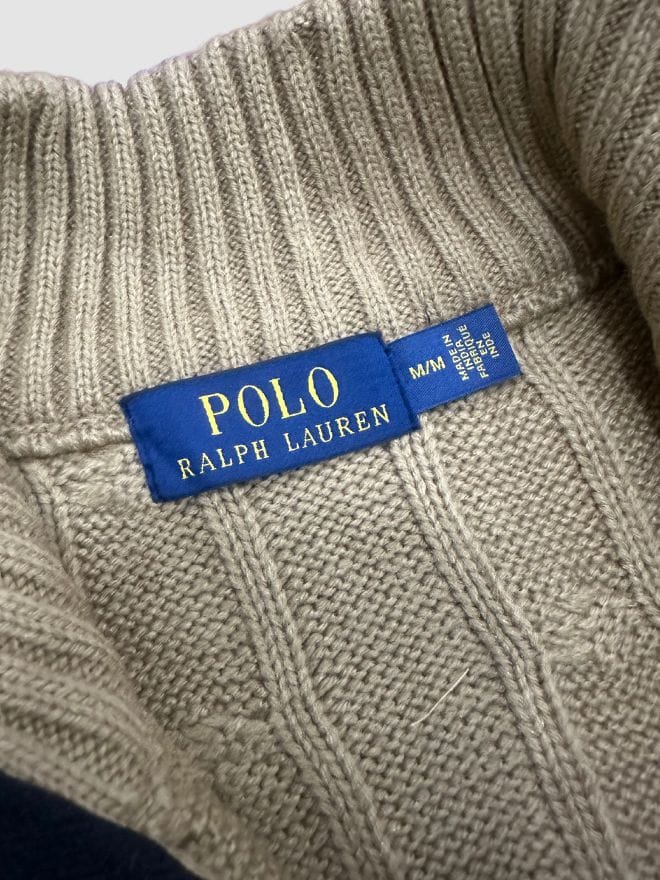 POLO
RALPH LAUREN
M/M
MADE IN
INDIA
FABRIQUÉ
EN
INDE